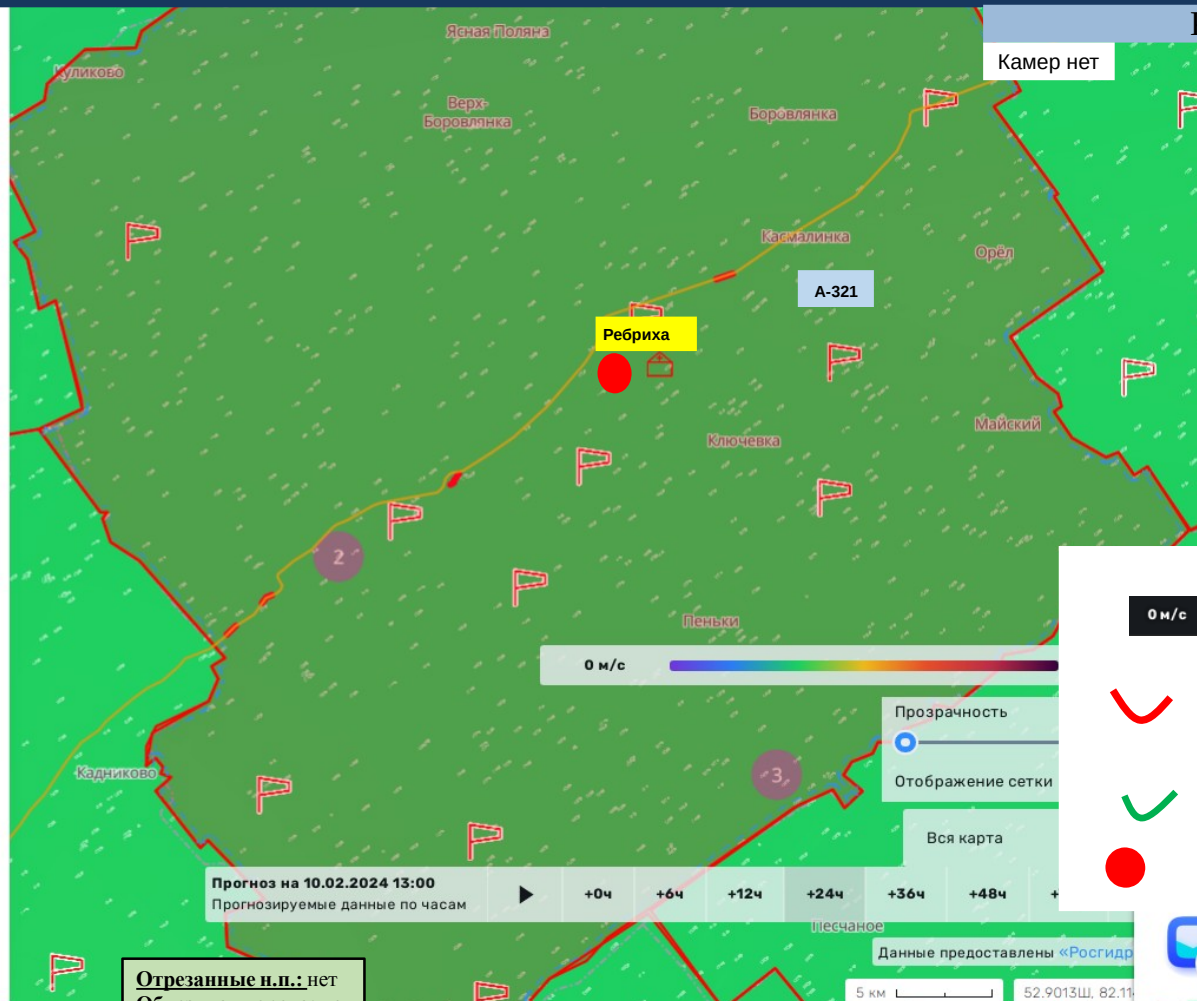 Ясная Поляна
Камер нет
Куликово
Верх-
Боровлянка
Боровлянка
Касмалинка
Орёл
А-321
Ребриха
Майский
Ключевка
2
Пеньки
0 м/с
0 м/с
Прозрачность
3
Кадниково
Отображение сетки
Вся карта
Прогноз на 10.02.2024 13:00
Прогнозируемые данные по часам
+0ч +6ч +12ч +24ч +36ч +48ч +
Песчаное
Данные предоставлены «Росгидр
Отрезанные н.п.: нет
5 км
52.9013Ш, 82.11